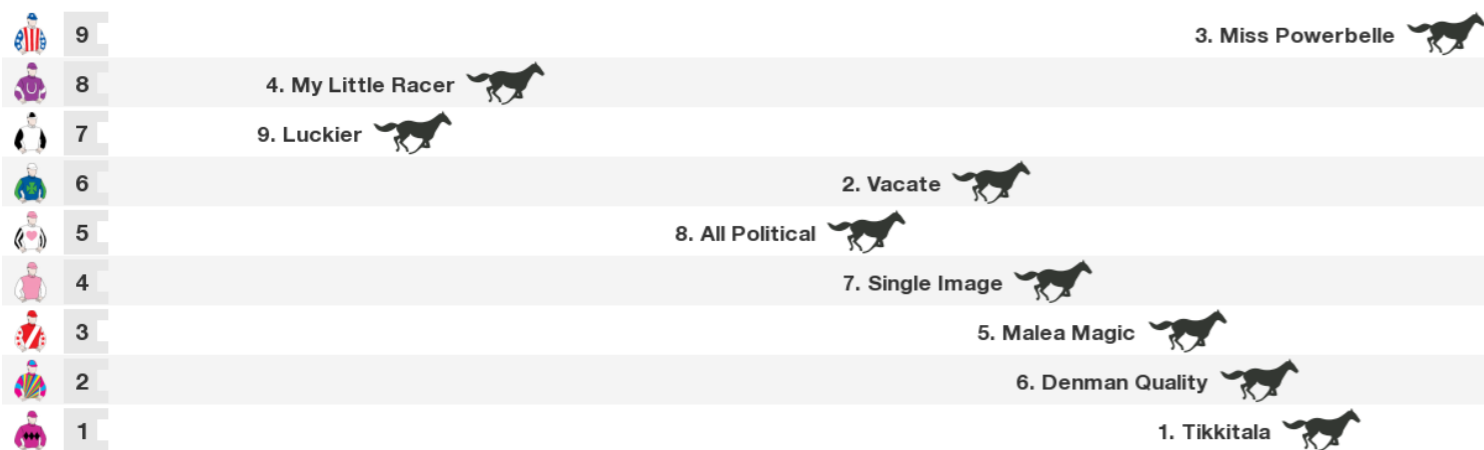 9 3. Miss Powerbelle
8 4. My Little Racer
7 9. Luckier
6 2. Vacate
5 8. All Political
4 7. Single Image
3 5. Malea Magic
2 6. Denman Quality
1 1. Tikkitala